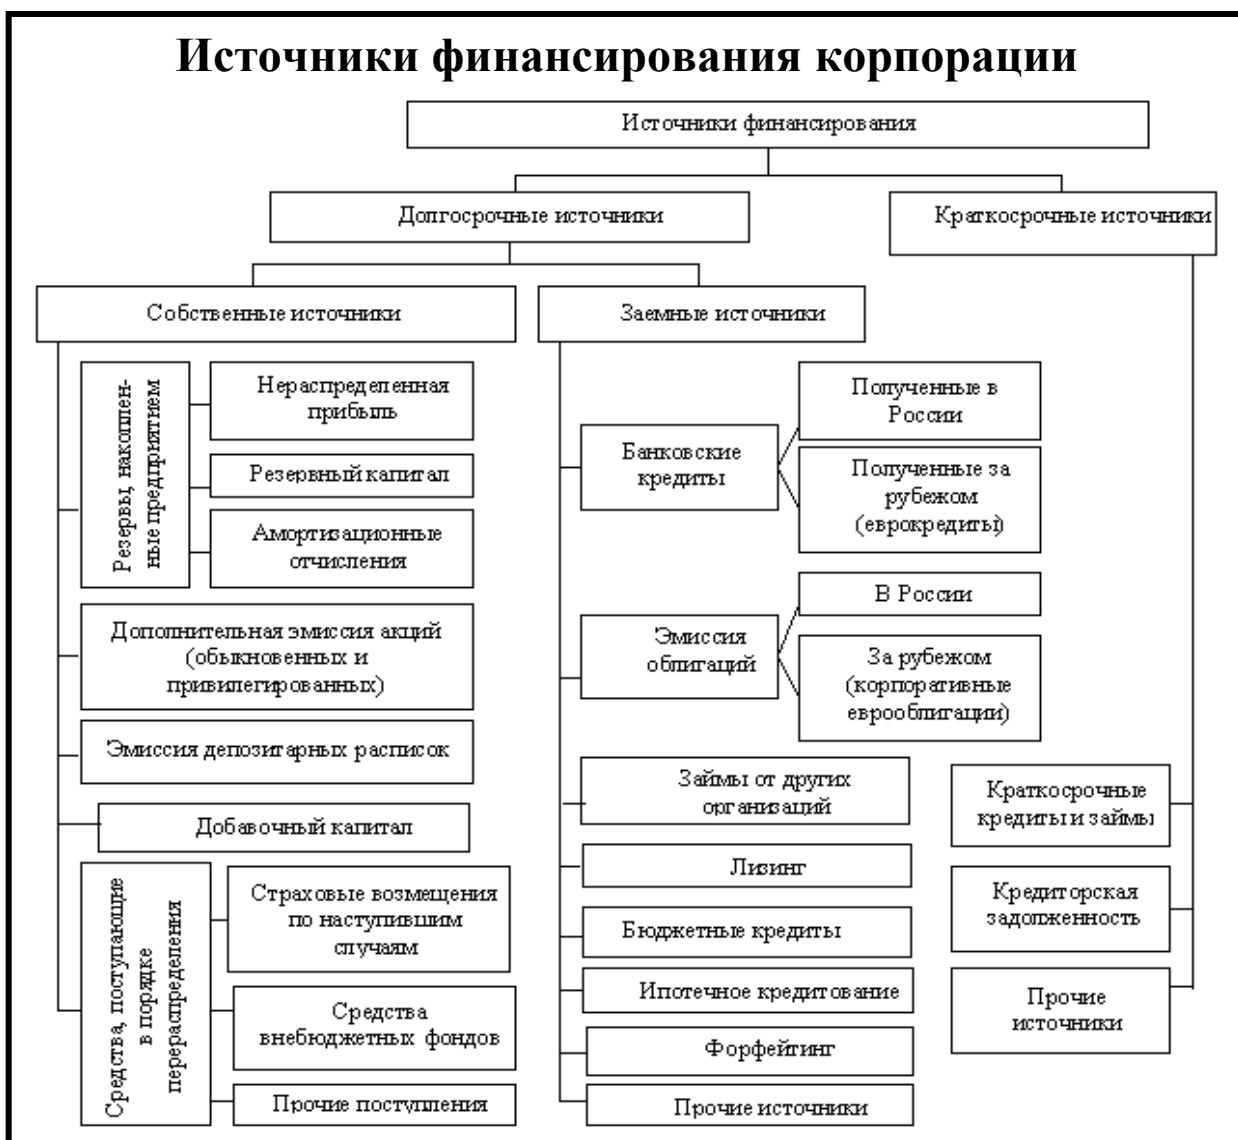 Источники финансирования корпорации
Источники финансирования
Долгосрочные источники
Краткосрочные источники
Собственные источники
Заемные источники
Резервы, накоплен-
ные предприятием
Нераспределенная
прибыль
Резервный капитал
Амортизационные
отчисления
Дополнительная эмиссия акций
(обыкновенных и
привилегированных)
Эмиссия депозитарных расписок
Добавочный капитал
Средства, поступающие
в порядке
перераспределения
Страховые возмещения
по наступившим
случаям
Средства
внебюджетных фондов
Прочие поступления
Банковские
кредиты
Полученные в
России
Полученные за
рубежом
(еврокредиты)
Эмиссия
облигаций
В России
За рубежом
(корпоративные
еврооблигации)
Займы от других
организаций
Лизинг
Бюджетные кредиты
Ипотечное кредитование
Форфейтинг
Прочие источники
Краткосрочные
кредиты и займы
Кредиторская
задолженность
Прочие
источники